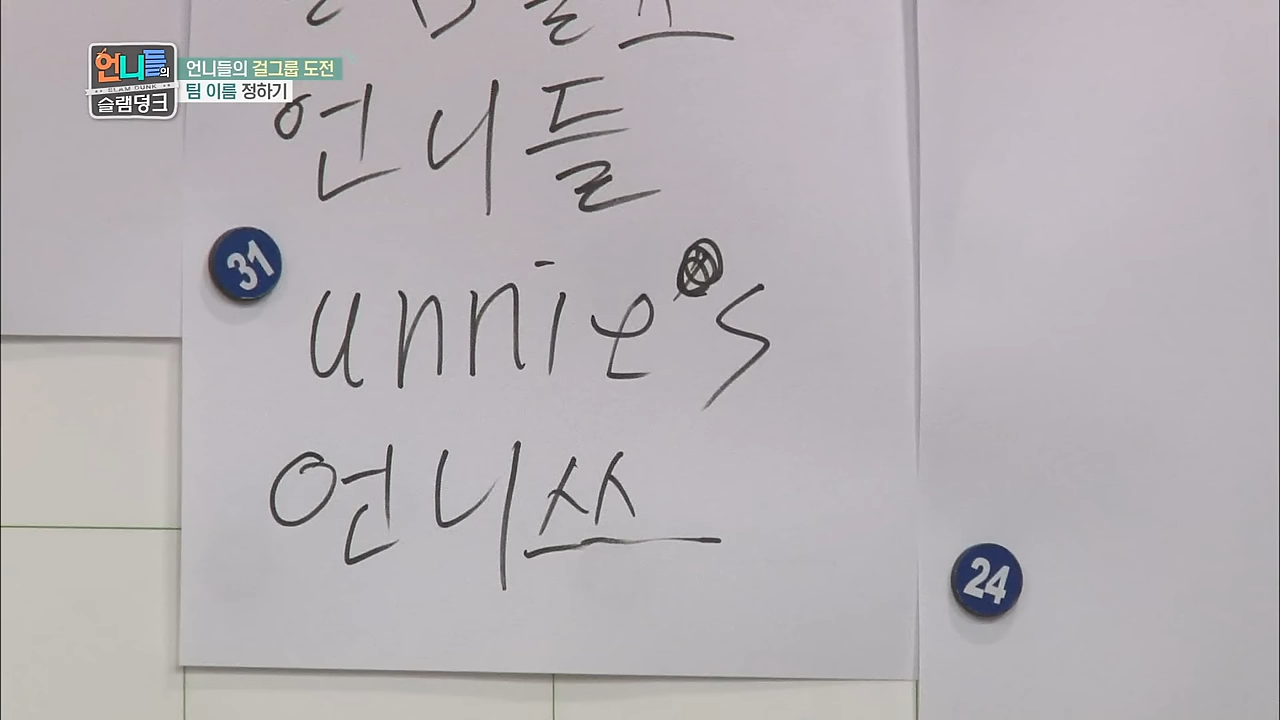 언니들의
SLAM DUNK
슬램덩크
언니들의 걸그룹 도전
팀 이름 정하기
언니들
31
unnie s
언니쓰
24